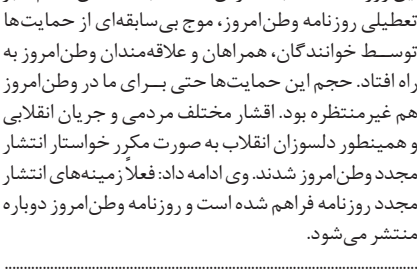 تعطیلی روزنامه وطن‌امروز، موج بی‌سابقه‌ای از حمایت‌ها
توسط خوانندگان، همراهان و علاقه‌مندان وطن‌امروز به
راه افتاد. حجم این حمایت‌ها حتی برای ما در وطن‌امروز
هم غیرمنتظره بود. اقشار مختلف مردمی و جریان انقلابی
و همینطور دلسوزان انقلاب به صورت مکرر خواستار انتشار
مجدد وطن‌امروز شدند. وی ادامه داد: فعلاً زمینه‌های انتشار
مجدد روزنامه فراهم شده است و روزنامه وطن‌امروز دوباره
منتشر می‌شود.